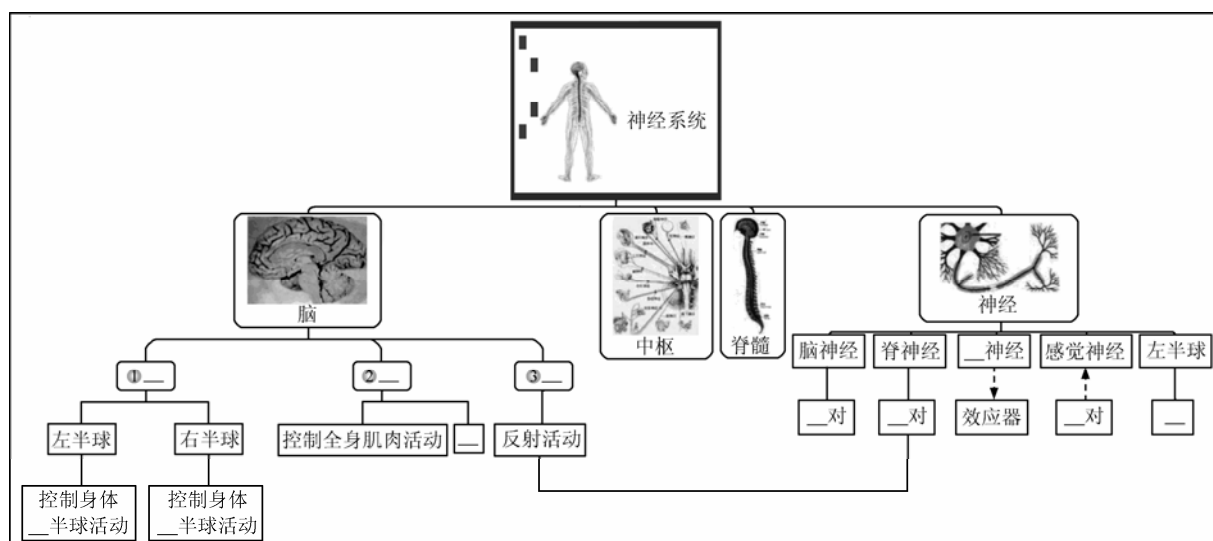 神经系统
脑
中枢
脊髓
神经
①__
②__
③__
脑神经
脊神经
__神经
感觉神经
左半球
左半球
右半球
控制全身肌肉活动
__
反射活动
__对
__对
效应器
__对
__
控制身体
__半球活动
控制身体
__半球活动